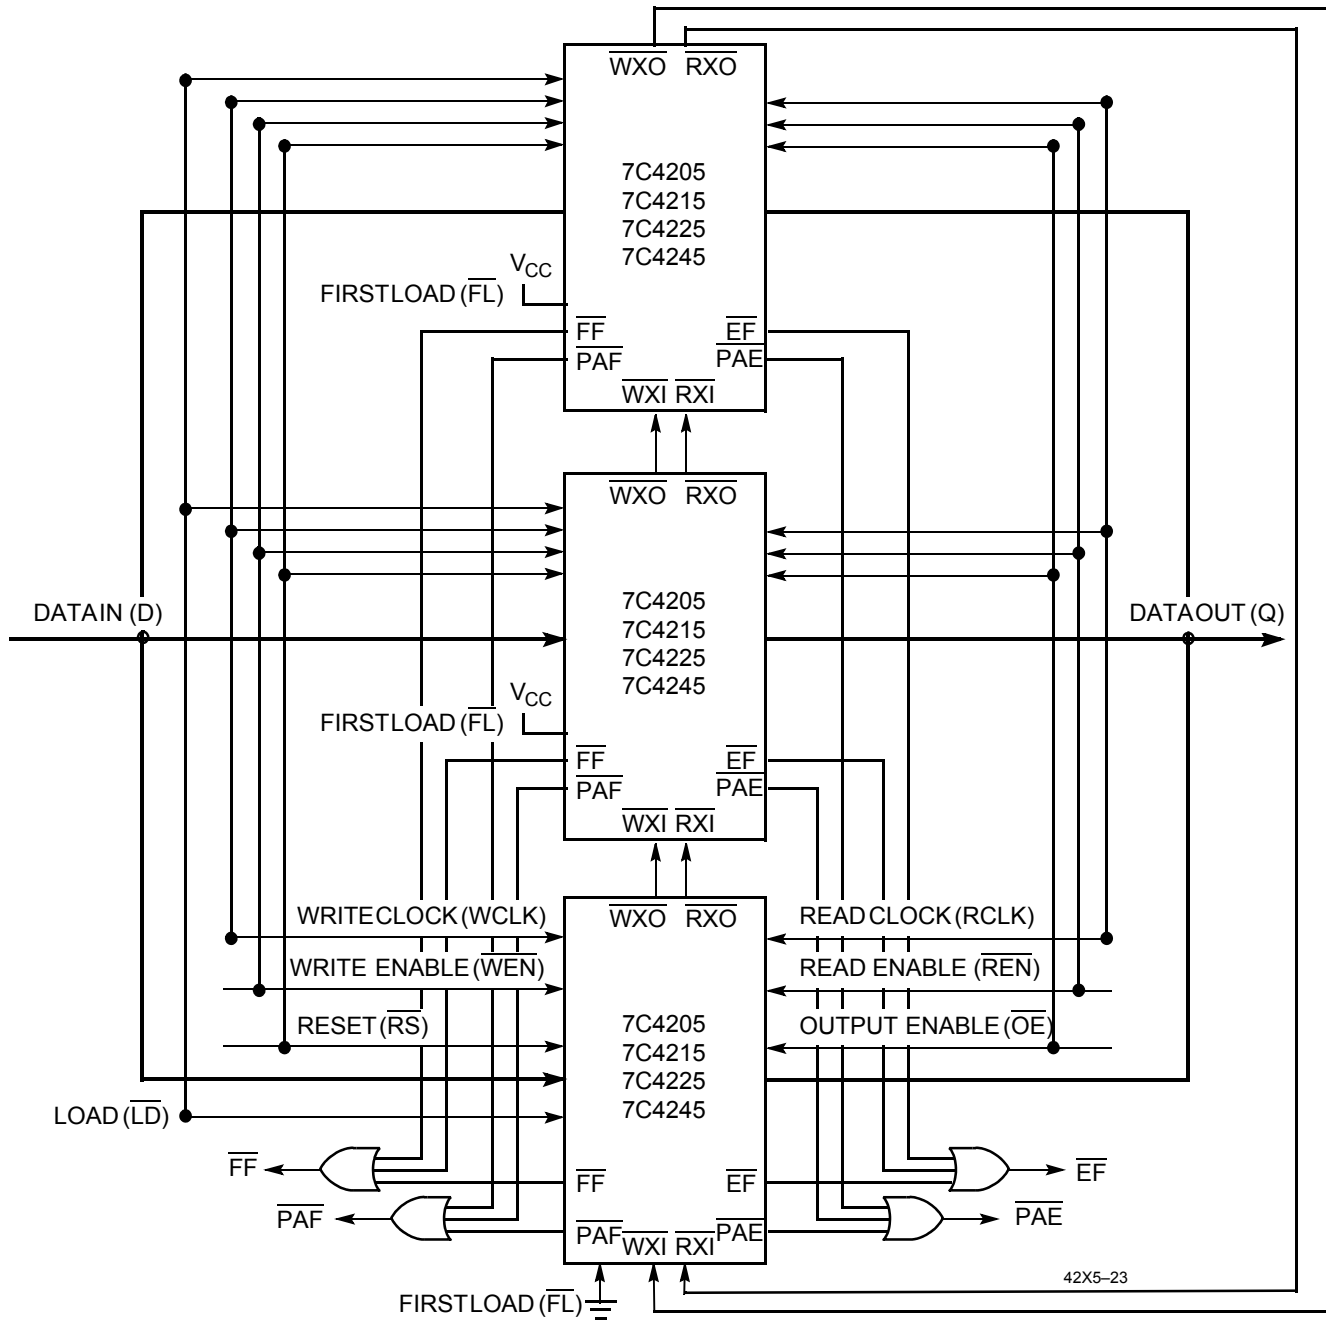 WXO RXO
7C4205
7C4215
7C4225
7C4245
VCC
FIRSTLOAD (FL)
FF EF
PAF PAE
WXI RXI
WXO RXO
DATAIN (D) 7C4205 DATAOUT (Q)
7C4215
7C4225
7C4245
VCC
FIRSTLOAD (FL)
FF EF
PAF PAE
WXI RXI
WRITE CLOCK (WCLK) WXO RXO READ CLOCK (RCLK)
WRITE ENABLE (WEN) READ ENABLE (REN)
RESET (RS) 7C4205 OUTPUT ENABLE (OE)
7C4215
7C4225
LOAD (LD) 7C4245
FF FF EF EF
PAF PAF WXI RXI PAE PAE
42X5–23
FIRSTLOAD (FL)